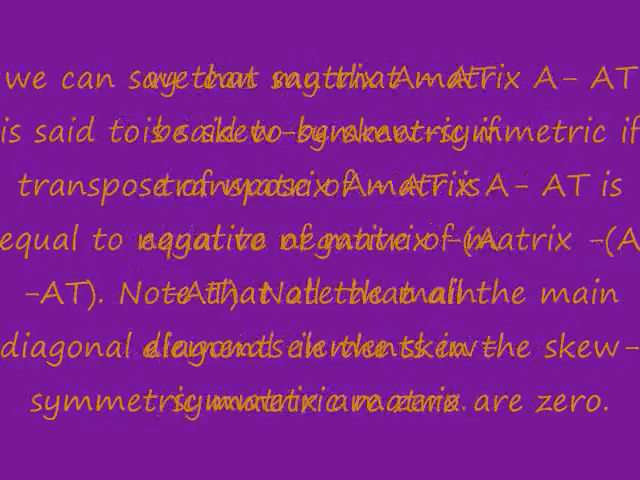 we can say that matrix A- AT
is said to be skew-symmetric if
transpose of matrix A- AT is
equal to negative of matrix -(A
-AT). Note that all the main
diagonal elements in the skew-
symmetric matrix are zero.